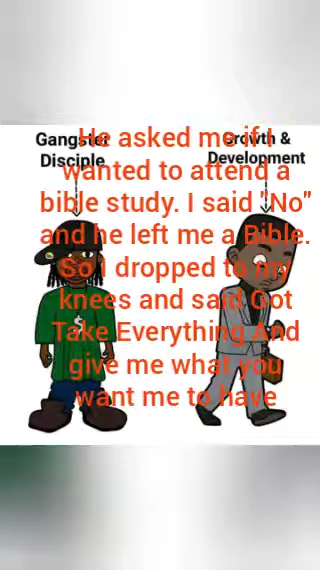 Gangster
Disciple
Growth &
Development
He asked me if I
wanted to attend a
bible study. I said "No"
and he left me a Bible.
So I dropped to my
knees and said Got
Take Everything And
give me what you
want me to have
$